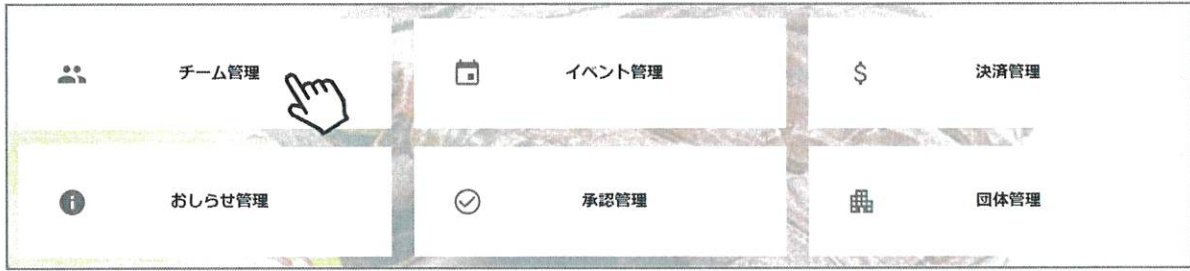 チーム管理
イベント管理
決済管理
おしらせ管理
承認管理
団体管理